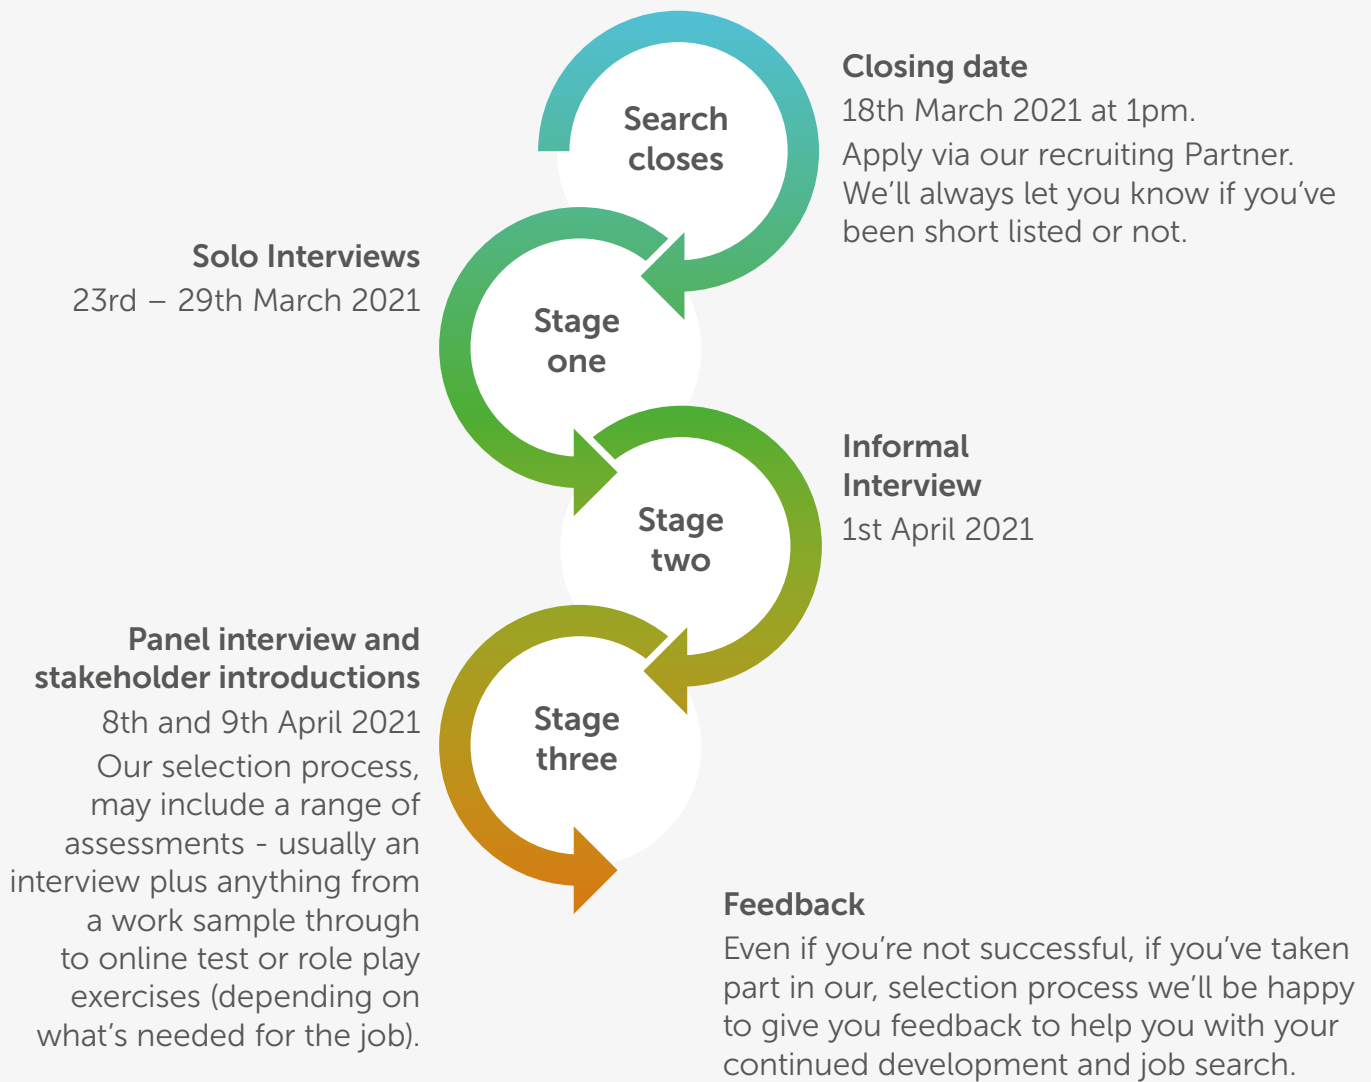 Search
closes
Closing date
18th March 2021 at 1pm.
Apply via our recruiting Partner.
We’ll always let you know if you’ve
been short listed or not.
Solo Interviews
23rd – 29th March 2021
Stage
one
Informal
Interview
1st April 2021
Stage
two
Panel interview and
stakeholder introductions
8th and 9th April 2021
Our selection process,
may include a range of
assessments - usually an
interview plus anything from
a work sample through
to online test or role play
exercises (depending on
what’s needed for the job).
Stage
three
Feedback
Even if you’re not successful, if you’ve taken
part in our, selection process we’ll be happy
to give you feedback to help you with your
continued development and job search.